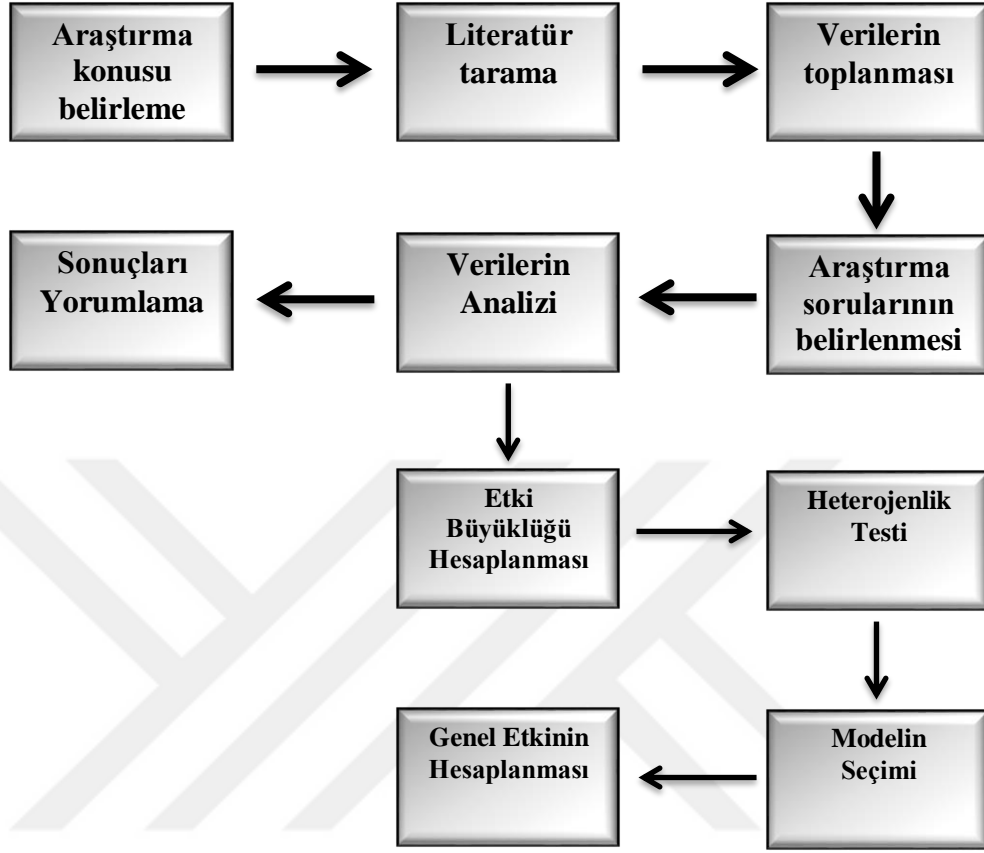 Araştırma
konusu
belirleme
Literatür
tarama
Verilerin
toplanması
Araştırma
sorularının
belirlenmesi
Verilerin
Analizi
Sonuçları
Yorumlama
Etki
Büyüklüğü
Hesaplanması
Heterojenlik
Testi
Modelin
Seçimi
Genel Etkinin
Hesaplanması